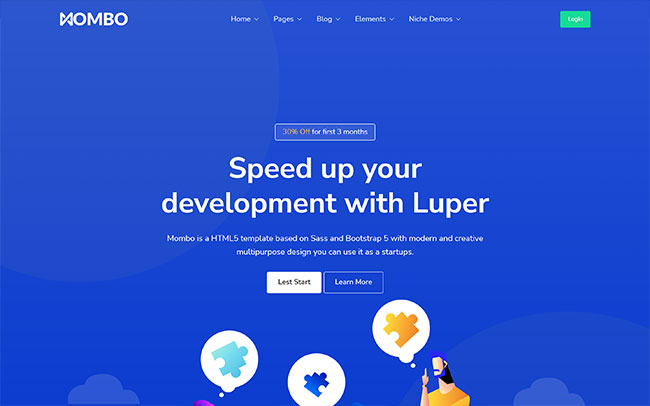 MOMBO
Home Pages Blog Elements Niche Demos
Login
30% Off for first 3 months
Speed up your
development with Luper
Mombo is a HTML5 template based on Sass and Bootstrap 5 with modern and creative
multipurpose design you can use it as a startups.
Lest Start
Learn More